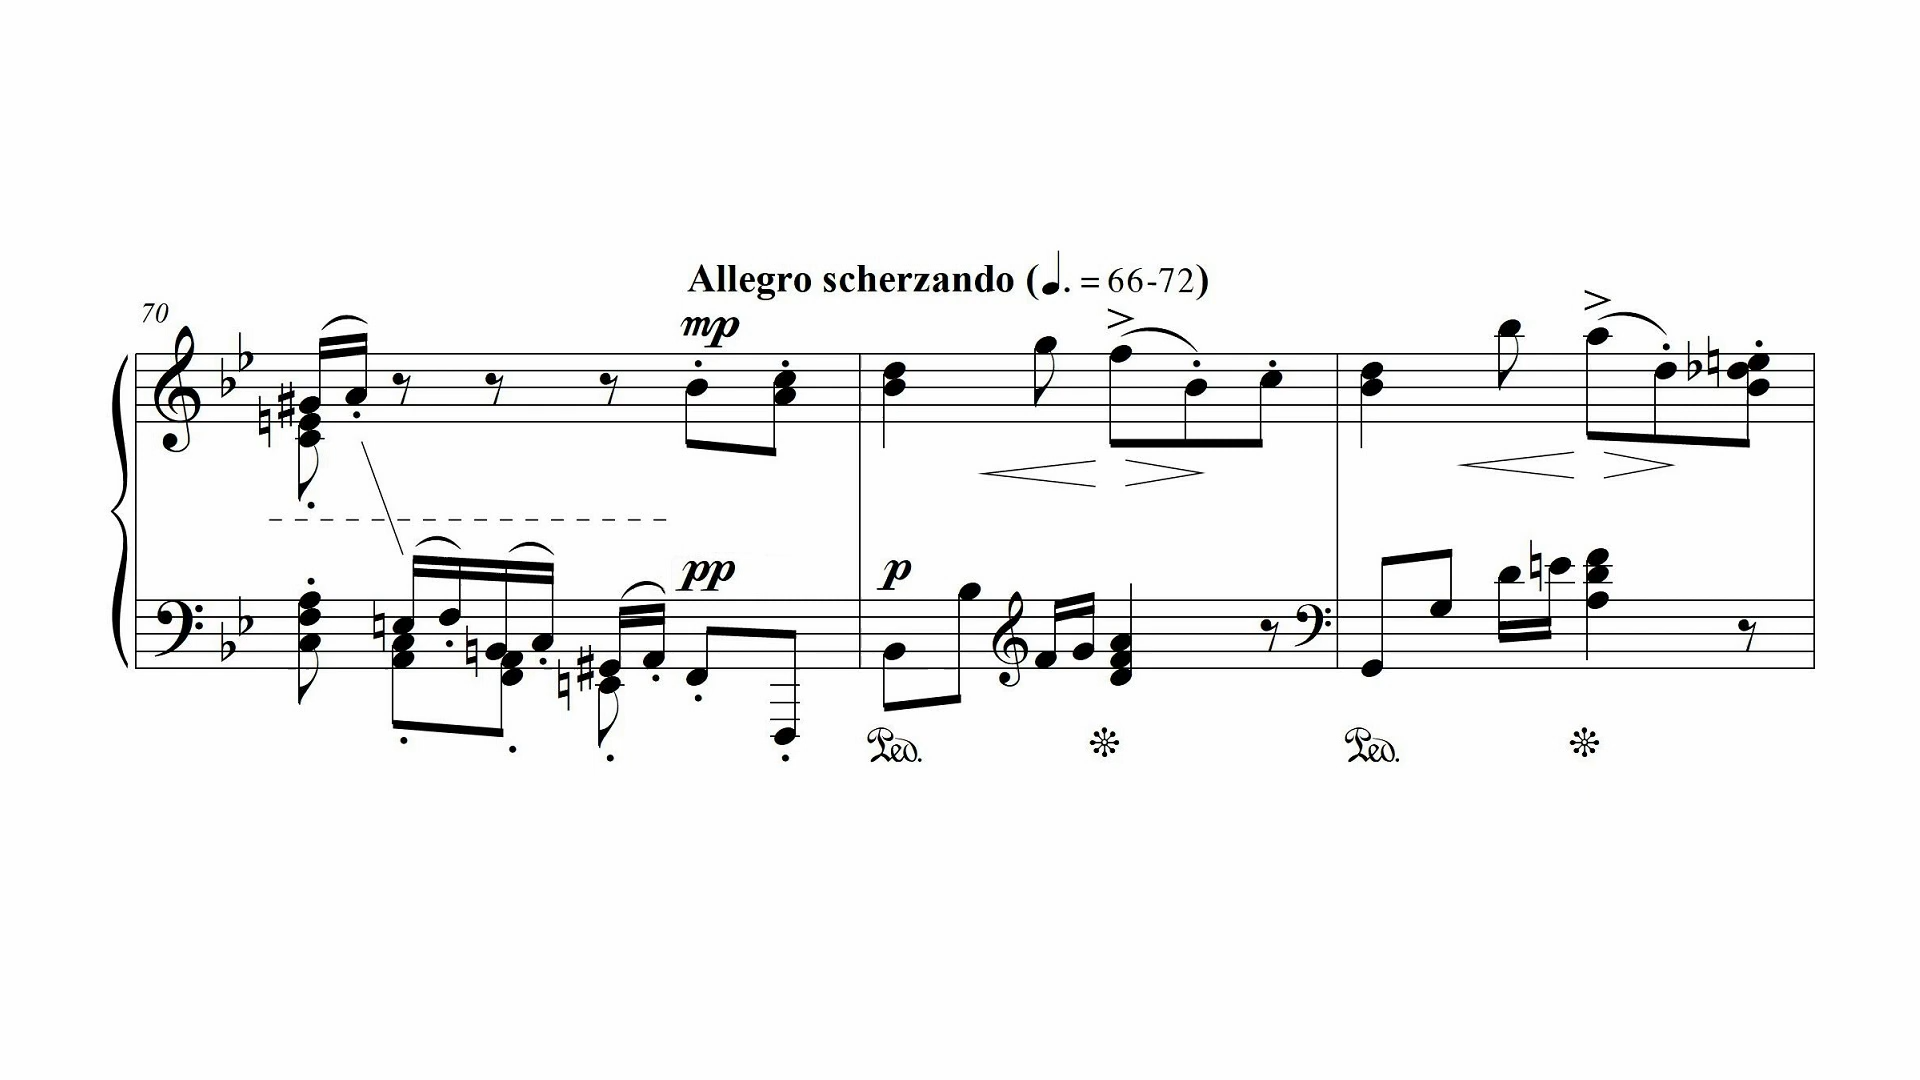 Allegro scherzando (♩. = 66-72)
70
mp
pp
p
Ped.
Ped.